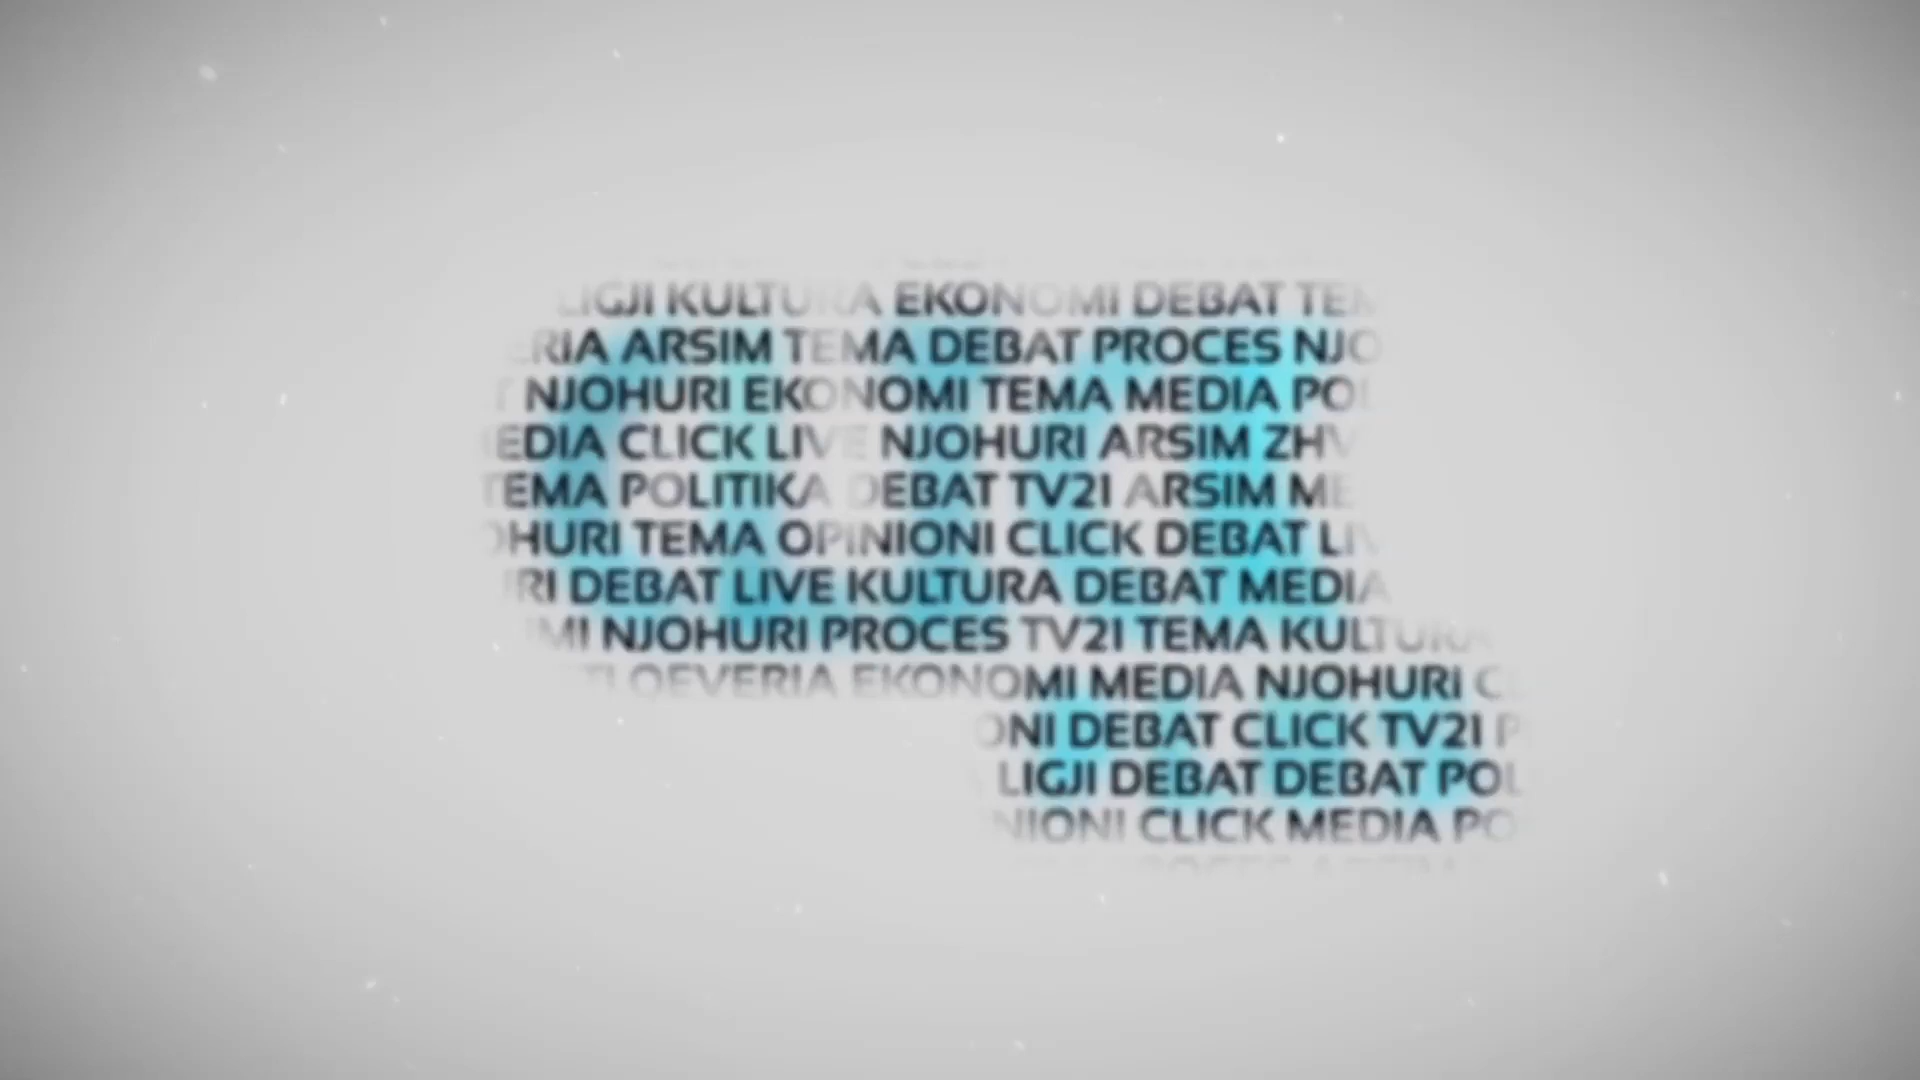 LIGJI KULTURA EKONOMI DEBAT
ARSIM TEMA DEBAT PROCES
NJOHURI EKONOMI TEMA MEDIA
CLICK LIVE NJOHURI ARSIM
TEMA POLITIKA DEBAT TV21 ARSIM
TEMA OPINIONI CLICK DEBAT
DEBAT LIVE KULTURA DEBAT MEDIA
NJOHURI PROCES TV21 TEMA KULTURA
EKONOMI MEDIA NJOHURI
DEBAT CLICK TV21
LIGJI DEBAT DEBAT
CLICK MEDIA